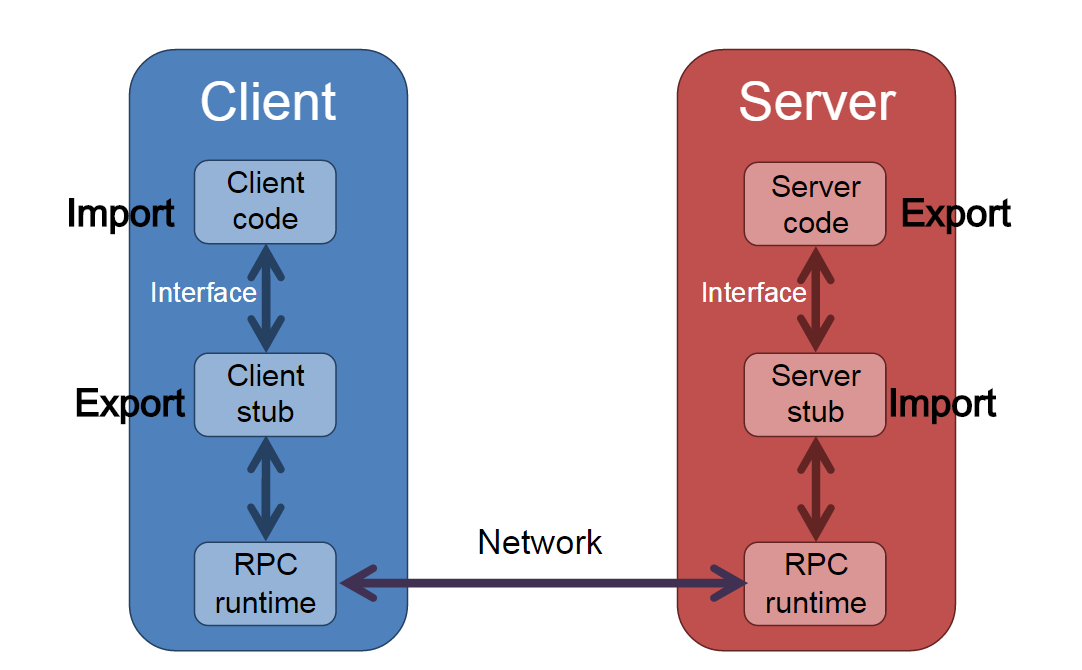 Client
Client
code
Import
Interface
Client
stub
Export
RPC
runtime
Network
Server
Server
code
Export
Interface
Server
stub
Import
RPC
runtime